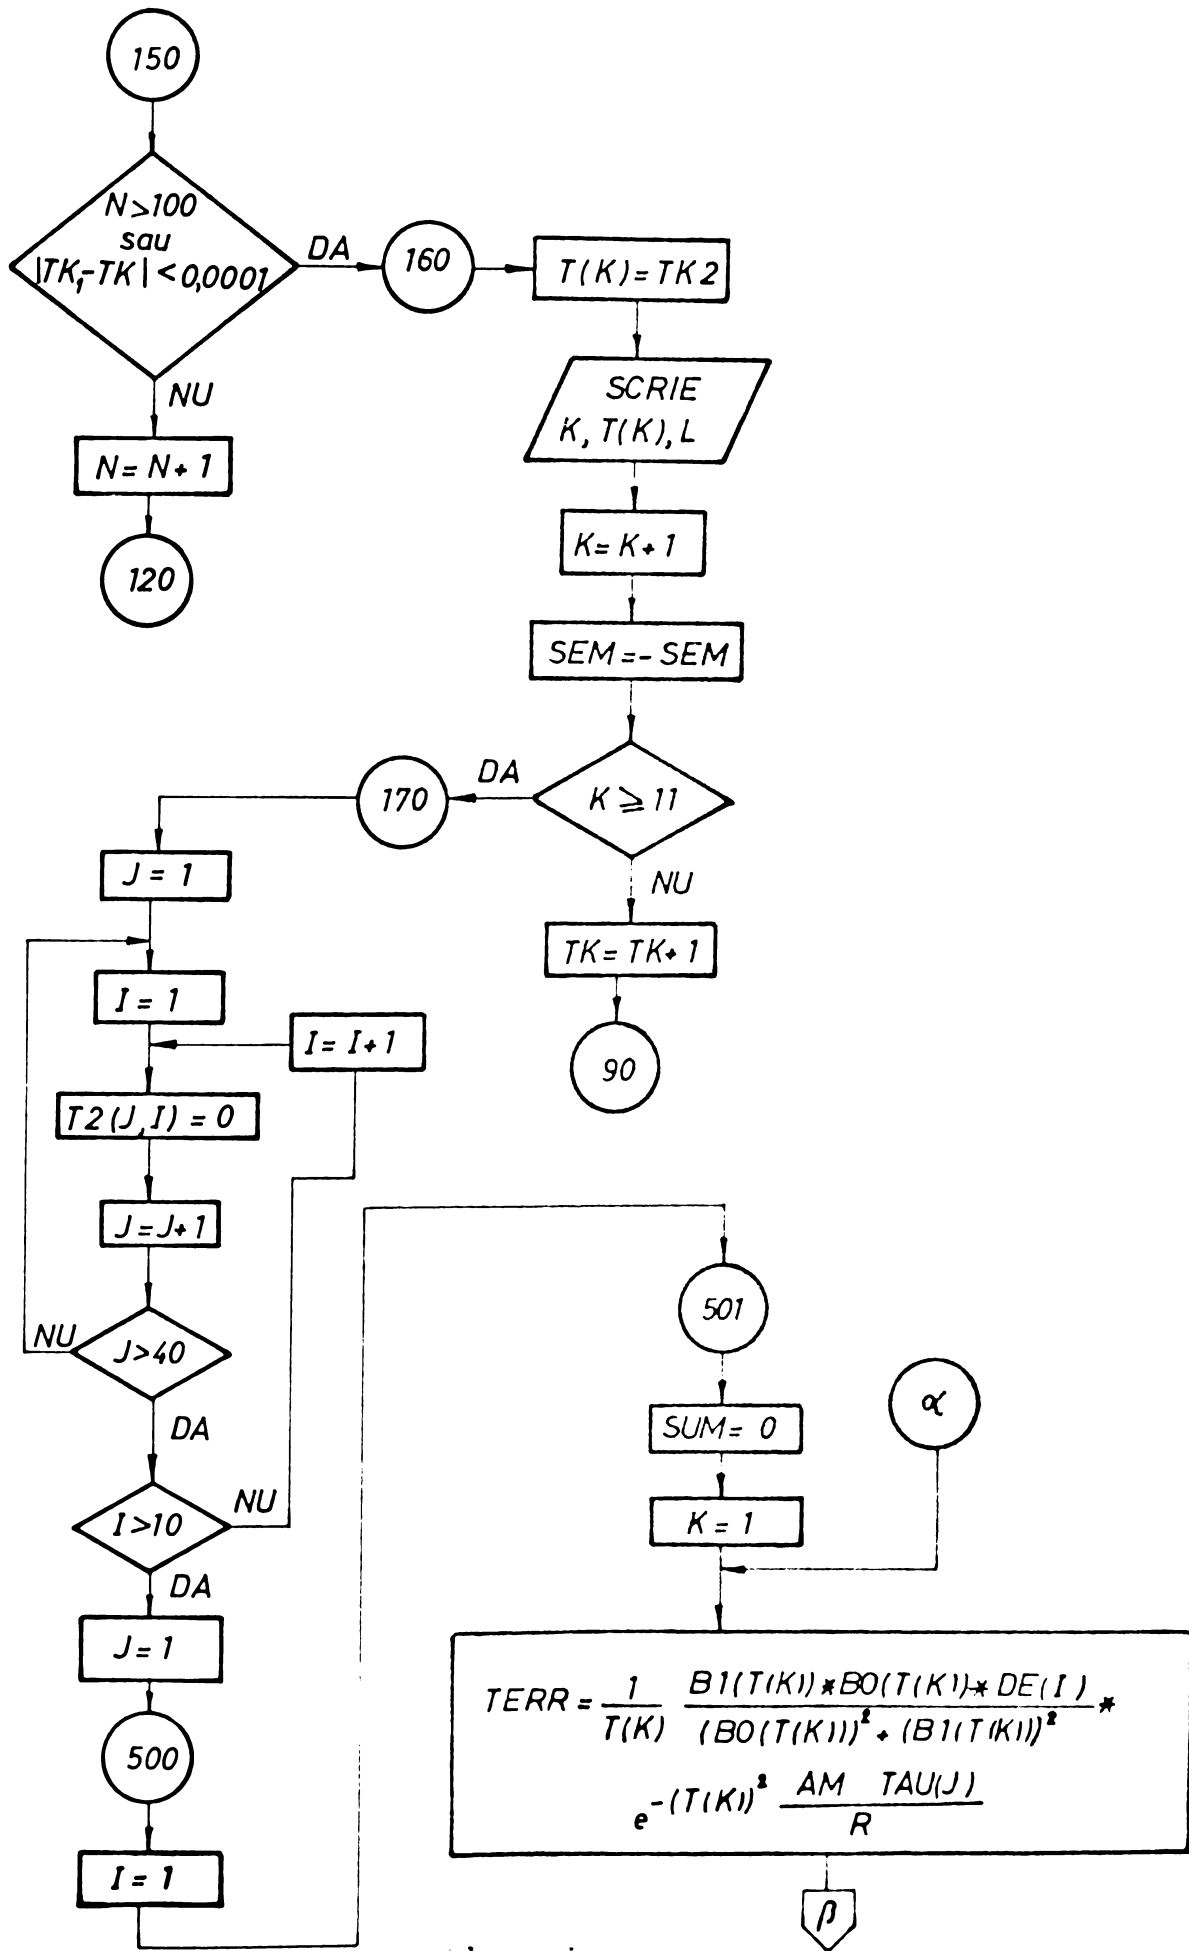 150
N>100
sau
|TK₁-TK|<0,0001
DA
160
T(K)=TK2
NU
SCRIE
K, T(K), L
N=N+1
K=K+1
120
SEM=-SEM
K≧11
DA
170
NU
J=1
TK=TK+1
I=1
I=I+1
90
T2(J,I)=0
J=J+1
501
J>40
NU
DA
SUM=0
α
I>10
NU
K=1
DA
J=1
TERR = 1/T(K) B1(T(K))*B0(T(K))*DE(I)/(B0(T(K)))² + (B1(T(K)))² *
e-(T(K))² AM TAU(J)/R
500
I=1
β